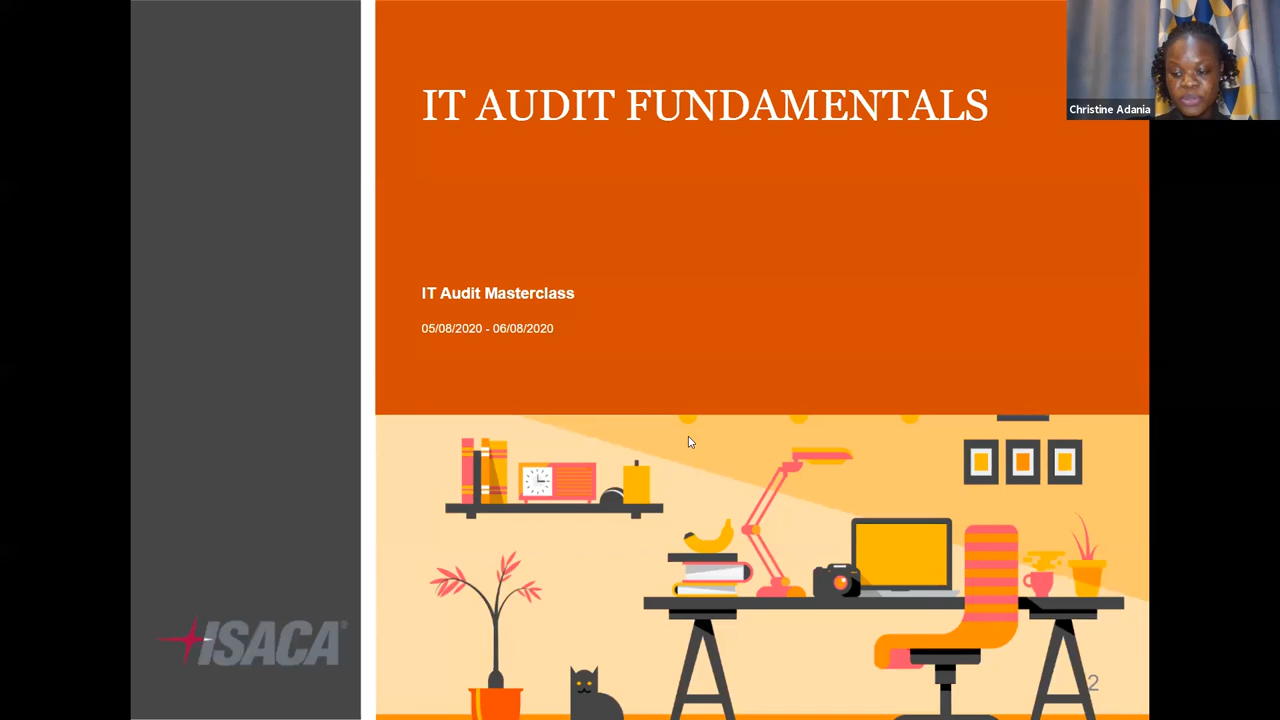 IT AUDIT FUNDAMENTALS
Christine Adania
IT Audit Masterclass
05/08/2020 - 06/08/2020
ISACA®
2